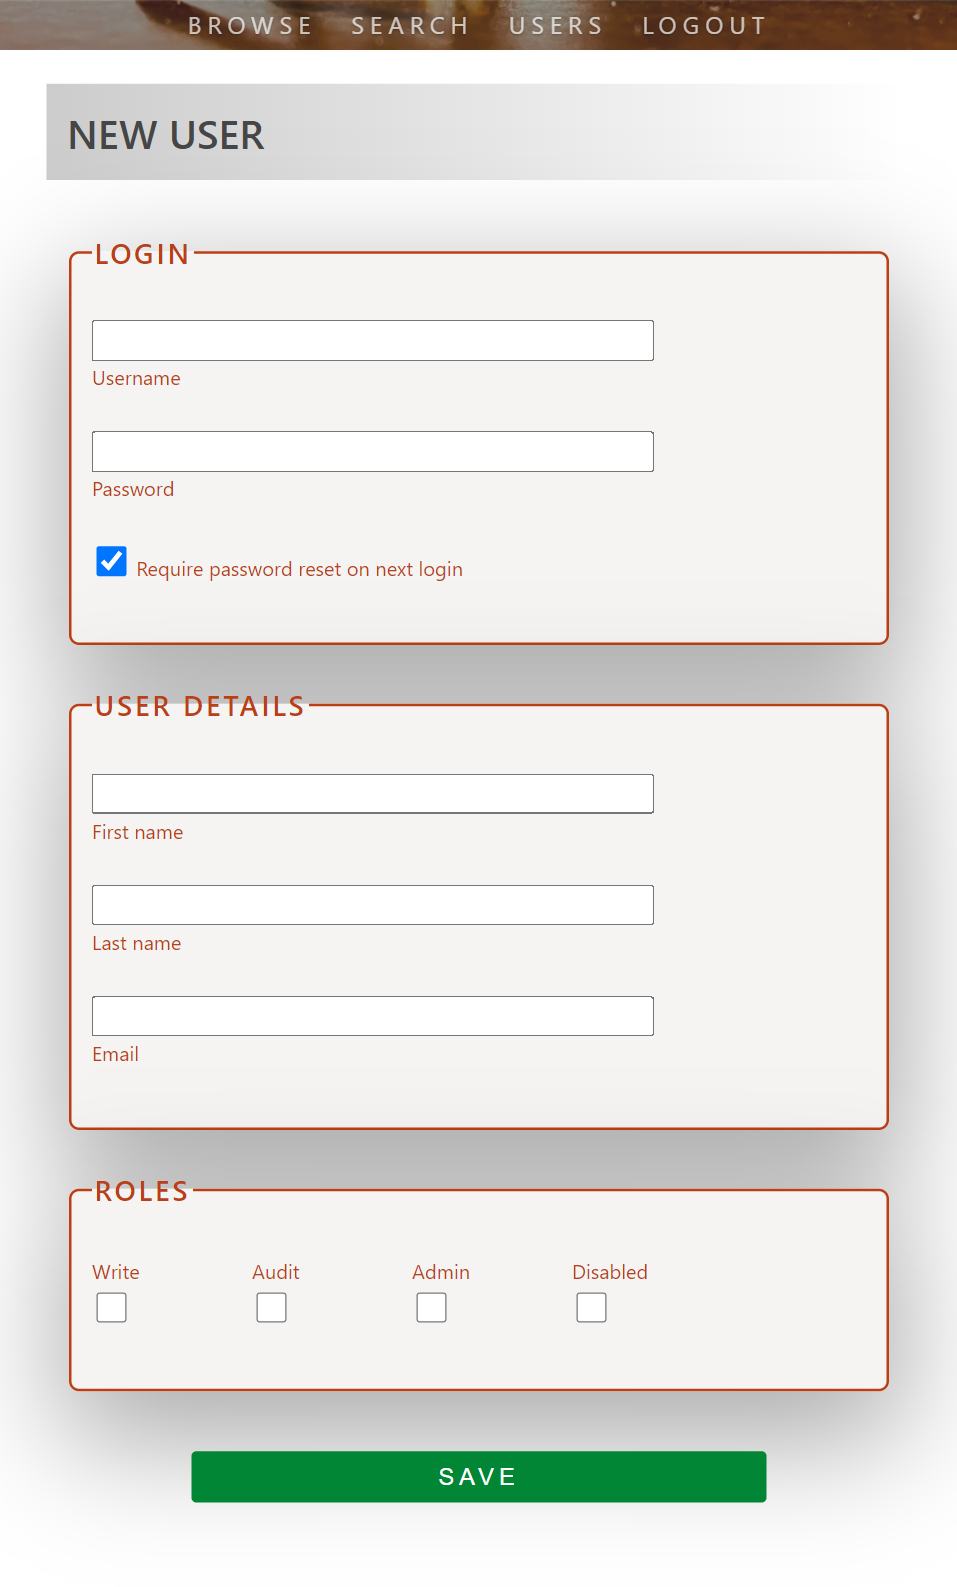 BROWSE SEARCH USERS LOGOUT
NEW USER
LOGIN
Username
Password
Require password reset on next login
USER DETAILS
First name
Last name
Email
ROLES
Write Audit Admin Disabled
SAVE